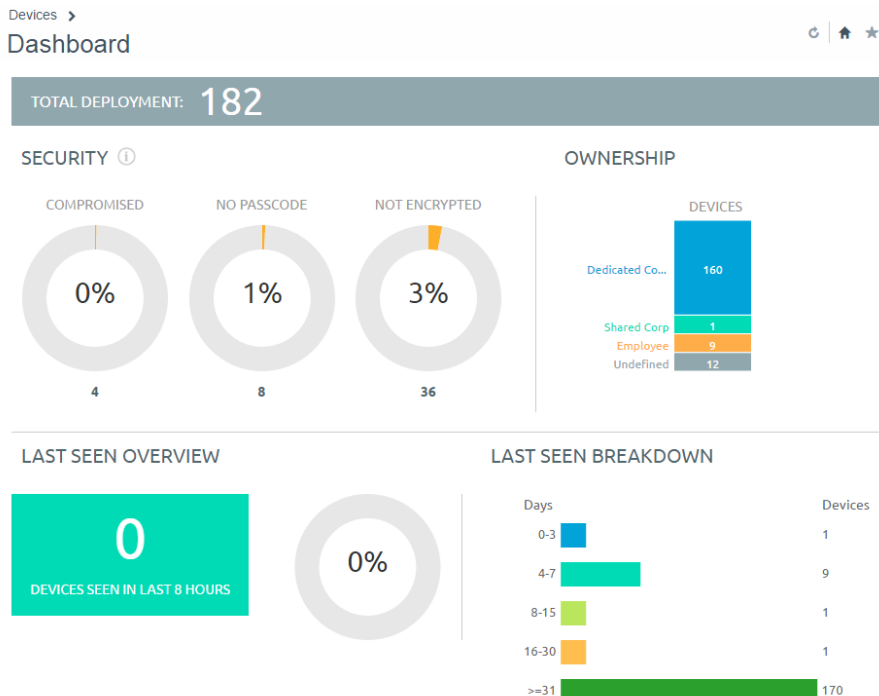 Devices >
Dashboard
TOTAL DEPLOYMENT: 182
SECURITY i
OWNERSHIP
COMPROMISED NO PASSCODE NOT ENCRYPTED
0% 1% 3%
4 8 36
DEVICES
Dedicated Co... 160
Shared Corp 1
Employee 9
Undefined 12
LAST SEEN OVERVIEW
0
DEVICES SEEN IN LAST 8 HOURS
0%
LAST SEEN BREAKDOWN
Days Devices
0-3 1
4-7 9
8-15 1
16-30 1
>=31 170